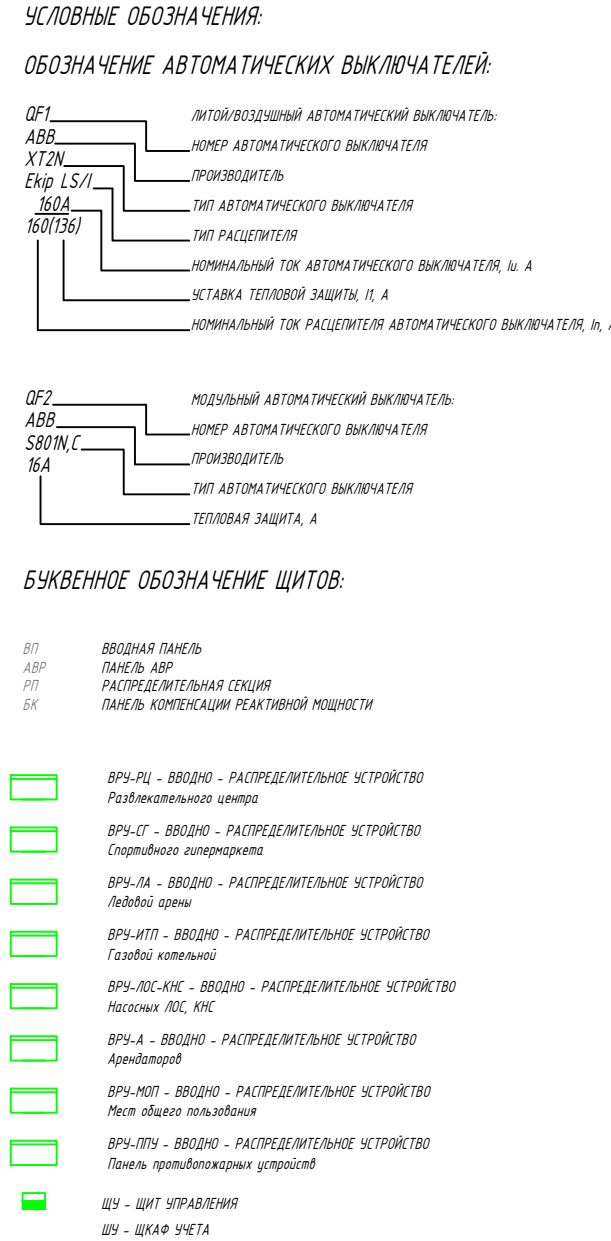 УСЛОВНЫЕ ОБОЗНАЧЕНИЯ:
ОБОЗНАЧЕНИЕ АВТОМАТИЧЕСКИХ ВЫКЛЮЧАТЕЛЕЙ:
QF1
ABB
XT2N
Ekip LS/I
160A
160(136)
ЛИТОЙ/ВОЗДУШНЫЙ АВТОМАТИЧЕСКИЙ ВЫКЛЮЧАТЕЛЬ:
НОМЕР АВТОМАТИЧЕСКОГО ВЫКЛЮЧАТЕЛЯ
ПРОИЗВОДИТЕЛЬ
ТИП АВТОМАТИЧЕСКОГО ВЫКЛЮЧАТЕЛЯ
ТИП РАСЦЕПИТЕЛЯ
НОМИНАЛЬНЫЙ ТОК АВТОМАТИЧЕСКОГО ВЫКЛЮЧАТЕЛЯ, Iu. А
УСТАВКА ТЕПЛОВОЙ ЗАЩИТЫ, I1, А
НОМИНАЛЬНЫЙ ТОК РАСЦЕПИТЕЛЯ АВТОМАТИЧЕСКОГО ВЫКЛЮЧАТЕЛЯ, In,
QF2
ABB
S801N,C
16A
МОДУЛЬНЫЙ АВТОМАТИЧЕСКИЙ ВЫКЛЮЧАТЕЛЬ:
НОМЕР АВТОМАТИЧЕСКОГО ВЫКЛЮЧАТЕЛЯ
ПРОИЗВОДИТЕЛЬ
ТИП АВТОМАТИЧЕСКОГО ВЫКЛЮЧАТЕЛЯ
ТЕПЛОВАЯ ЗАЩИТА, А
БУКВЕННОЕ ОБОЗНАЧЕНИЕ ЩИТОВ:
ВП ВВОДНАЯ ПАНЕЛЬ
АВР ПАНЕЛЬ АВР
РП РАСПРЕДЕЛИТЕЛЬНАЯ СЕКЦИЯ
БК ПАНЕЛЬ КОМПЕНСАЦИИ РЕАКТИВНОЙ МОЩНОСТИ
ВРУ-РЦ - ВВОДНО - РАСПРЕДЕЛИТЕЛЬНОЕ УСТРОЙСТВО
Развлекательного центра
ВРУ-СГ - ВВОДНО - РАСПРЕДЕЛИТЕЛЬНОЕ УСТРОЙСТВО
Спортивного гипермаркета
ВРУ-ЛА - ВВОДНО - РАСПРЕДЕЛИТЕЛЬНОЕ УСТРОЙСТВО
Ледовой арены
ВРУ-ИТП - ВВОДНО - РАСПРЕДЕЛИТЕЛЬНОЕ УСТРОЙСТВО
Газовой котельной
ВРУ-ЛОС-КНС - ВВОДНО - РАСПРЕДЕЛИТЕЛЬНОЕ УСТРОЙСТВО
Насосных ЛОС, КНС
ВРУ-А - ВВОДНО - РАСПРЕДЕЛИТЕЛЬНОЕ УСТРОЙСТВО
Арендаторов
ВРУ-МОП - ВВОДНО - РАСПРЕДЕЛИТЕЛЬНОЕ УСТРОЙСТВО
Мест общего пользования
ВРУ-ППУ - ВВОДНО - РАСПРЕДЕЛИТЕЛЬНОЕ УСТРОЙСТВО
Панель противопожарных устройств
ЩУ - ЩИТ УПРАВЛЕНИЯ
ШУ - ШКАФ УЧЕТА